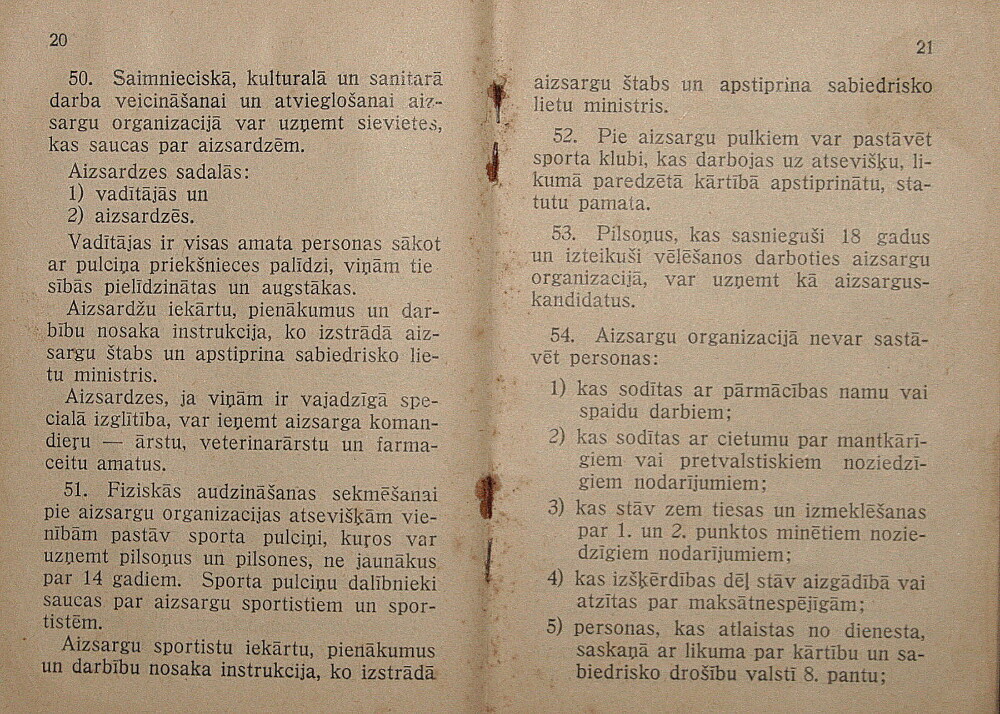 20
50. Saimnieciskā, kulturalā un sanitarā
darba veicināšanai un atvieglošanai aiz-
sargu organizacijā var uzņemt sievietes,
kas saucas par aizsardzēm.
Aizsardzes sadalās:
1) vadītājās un
2) aizsardzēs.
Vadītājas ir visas amata personas sākot
ar pulciņa priekšnieces palīdzi, viņām tie
sībās pielīdzinātas un augstākas.
Aizsardžu iekārtu, pienākumus un dar-
bību nosaka instrukcija, ko izstrādā aiz-
sargu štabs un apstiprina sabiedrisko lie-
tu ministris.
Aizsardzes, ja viņām ir vajadzīgā spe-
cialā izglītība, var ieņemt aizsarga koman-
dieŗu — ārstu, veterinarārstu un farma-
ceitu amatus.
51. Fiziskās audzināšanas sekmēšanai
pie aizsargu organizacijas atsevišķām vie-
nībām pastāv sporta pulciņi, kuŗos var
uzņemt pilsoņus un pilsones, ne jaunākus
par 14 gadiem. Sporta pulciņu dalībnieki
saucas par aizsargu sportistiem un spor-
tistēm.
Aizsargu sportistu iekārtu, pienākumus
un darbību nosaka instrukcija, ko izstrādā
21
aizsargu štabs un apstiprina sabiedrisko
lietu ministris.
52. Pie aizsargu pulkiem var pastāvēt
sporta klubi, kas darbojas uz atsevišķu, li-
kumā paredzētā kārtībā apstiprinātu, sta-
tutu pamata.
53. Pilsoņus, kas sasnieguši 18 gadus
un izteikuši vēlēšanos darboties aizsargu
organizacijā, var uzņemt kā aizsargus-
kandidatus.
54. Aizsargu organizacijā nevar sastā-
vēt personas:
1) kas sodītas ar pārmācības namu vai
spaidu darbiem;
2) kas sodītas ar cietumu par mantkārī-
giem vai pretvalstiskiem noziedzī-
giem nodarījumiem;
3) kas stāv zem tiesas un izmeklēšanas
par 1. un 2. punktos minētiem nozie-
dzīgiem nodarījumiem;
4) kas izšķērdības dēļ stāv aizgādībā vai
atzītas par maksātnespējīgām;
5) personas, kas atlaistas no dienesta,
saskaņā ar likuma par kārtību un sa-
biedrisko drošību valstī 8. pantu;